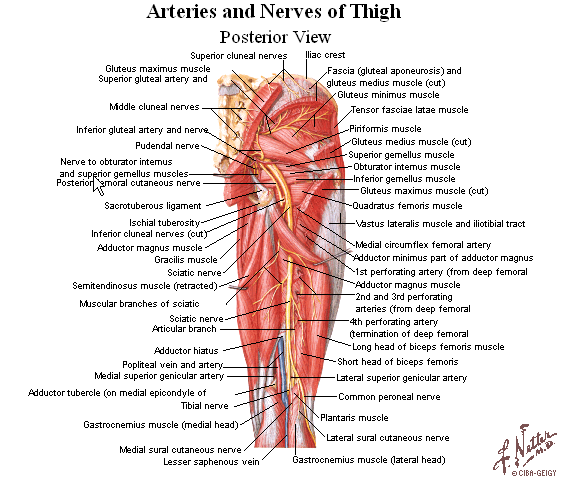 Arteries and Nerves of Thigh
Posterior View
Superior cluneal nerves
Gluteus maximus muscle
Superior gluteal artery and
Middle cluneal nerves
Inferior gluteal artery and nerve
Pudendal nerve
Nerve to obturator internus
and superior gemellus muscles
Posterior femoral cutaneous nerve
Sacrotuberous ligament
Ischial tuberosity
Inferior cluneal nerves (cut)
Adductor magnus muscle
Gracilis muscle
Sciatic nerve
Semitendinosus muscle (retracted)
Muscular branches of sciatic
Sciatic nerve
Articular branch
Adductor hiatus
Popliteal vein and artery
Medial superior genicular artery
Adductor tubercle (on medial epicondyle of
Tibial nerve
Gastrocnemius muscle (medial head)
Medial sural cutaneous nerve
Lesser saphenous vein
Iliac crest
Fascia (gluteal aponeurosis) and
gluteus medius muscle (cut)
Gluteus minimus muscle
Tensor fasciae latae muscle
Piriformis muscle
Gluteus medius muscle (cut)
Superior gemellus muscle
Obturator internus muscle
Inferior gemellus muscle
Gluteus maximus muscle (cut)
Quadratus femoris muscle
Vastus lateralis muscle and iliotibial tract
Medial circumflex femoral artery
Adductor minimus part of adductor magnus
1st perforating artery (from deep femoral
Adductor magnus muscle
2nd and 3rd perforating
arteries (from deep femoral
4th perforating artery
(termination of deep femoral
Long head of biceps femoris muscle
Short head of biceps femoris
Lateral superior genicular artery
Common peroneal nerve
Plantaris muscle
Lateral sural cutaneous nerve
Gastrocnemius muscle (lateral head)
F. Netter
M.D.
© CIBA-GEIGY